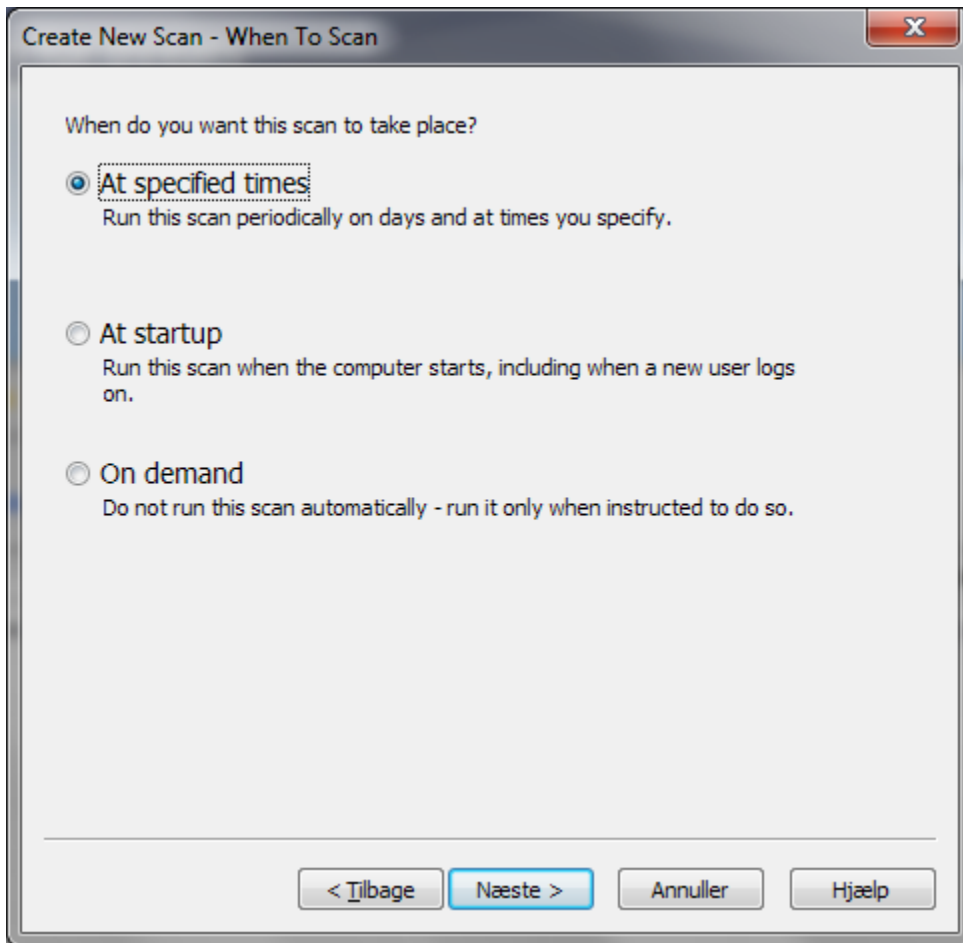 Create New Scan - When To Scan
When do you want this scan to take place?
At specified times
Run this scan periodically on days and at times you specify.
At startup
Run this scan when the computer starts, including when a new user logs
on.
On demand
Do not run this scan automatically - run it only when instructed to do so.
< Tilbage Næste > Annuller Hjælp